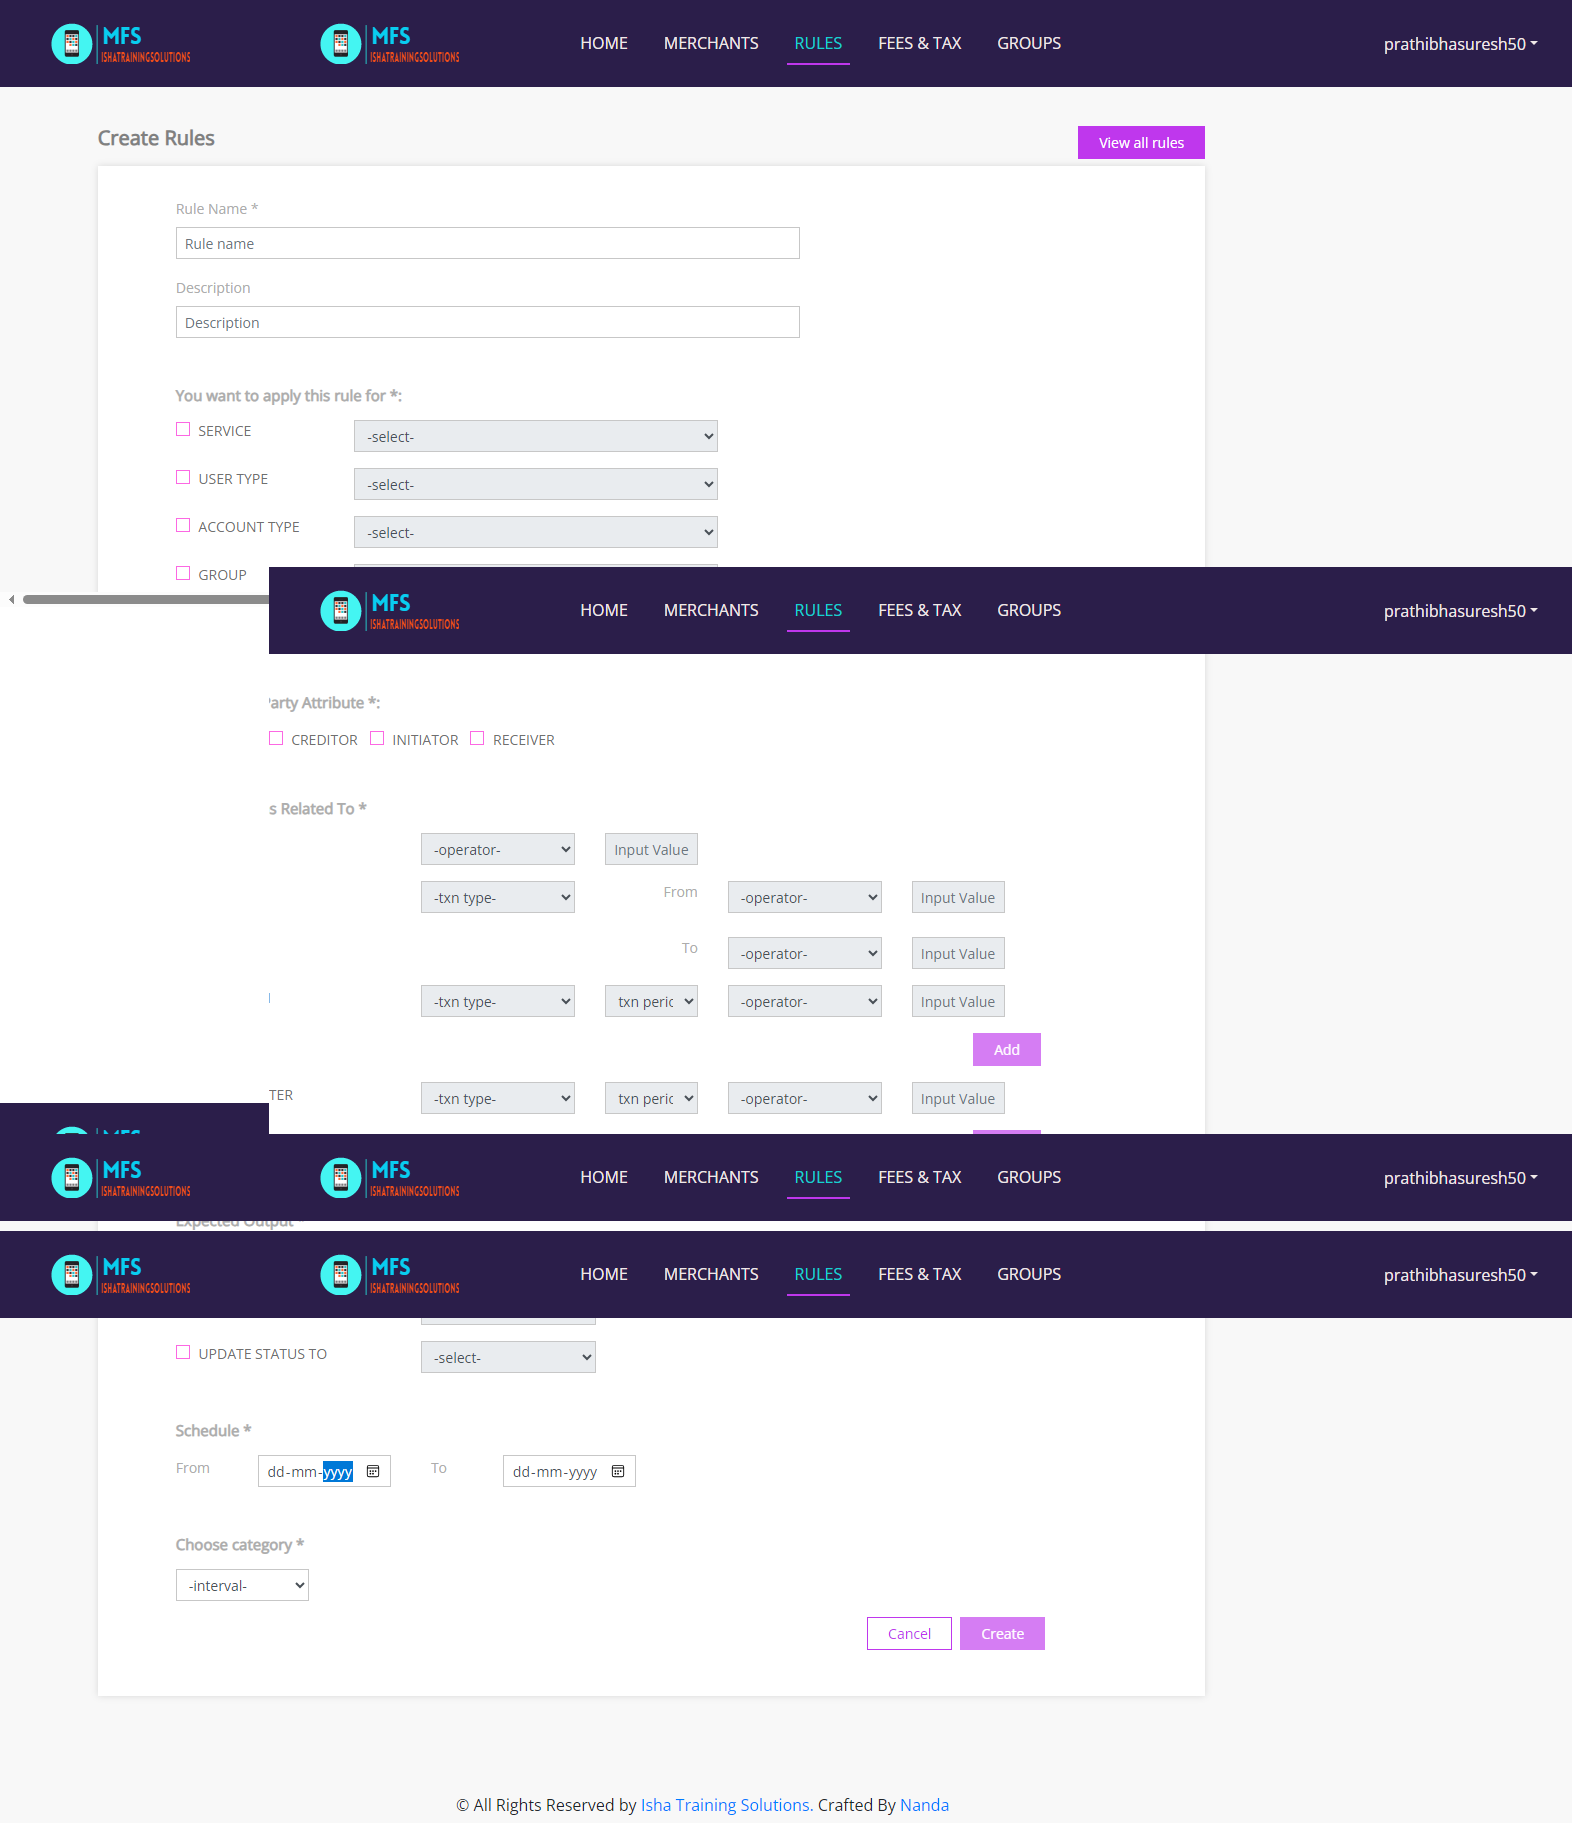 MFS MFS HOME MERCHANTS RULES FEES & TAX GROUPS prathibhasuresh50
ISHATRAININGSOLUTIONS ISHATRAININGSOLUTIONS
Create Rules View all rules
Rule Name *
Rule name
Description
Description
You want to apply this rule for *:
SERVICE -select-
USER TYPE -select-
ACCOUNT TYPE -select-
GROUP
MFS HOME MERCHANTS RULES FEES & TAX GROUPS prathibhasuresh50
ISHATRAININGSOLUTIONS
arty Attribute *:
CREDITOR INITIATOR RECEIVER
s Related To *
-operator- Input Value
-txn type- From -operator- Input Value
To -operator- Input Value
-txn type- txn peric -operator- Input Value
Add
TER -txn type- txn peric -operator- Input Value
MFS MFS HOME MERCHANTS RULES FEES & TAX GROUPS prathibhasuresh50
ISHATRAININGSOLUTIONS ISHATRAININGSOLUTIONS
Expected Output *
MFS MFS HOME MERCHANTS RULES FEES & TAX GROUPS prathibhasuresh50
ISHATRAININGSOLUTIONS ISHATRAININGSOLUTIONS
UPDATE STATUS TO -select-
Schedule *
From dd-mm-yyyy To dd-mm-yyyy
Choose category *
-interval-
Cancel Create
© All Rights Reserved by Isha Training Solutions. Crafted By Nanda